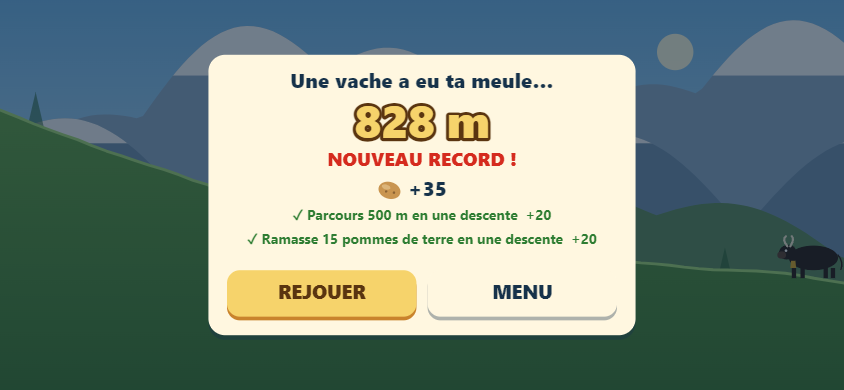 Une vache a eu ta meule...
828 m
NOUVEAU RECORD !
+35
✓ Parcours 500 m en une descente +20
✓ Ramasse 15 pommes de terre en une descente +20
REJOUER
MENU